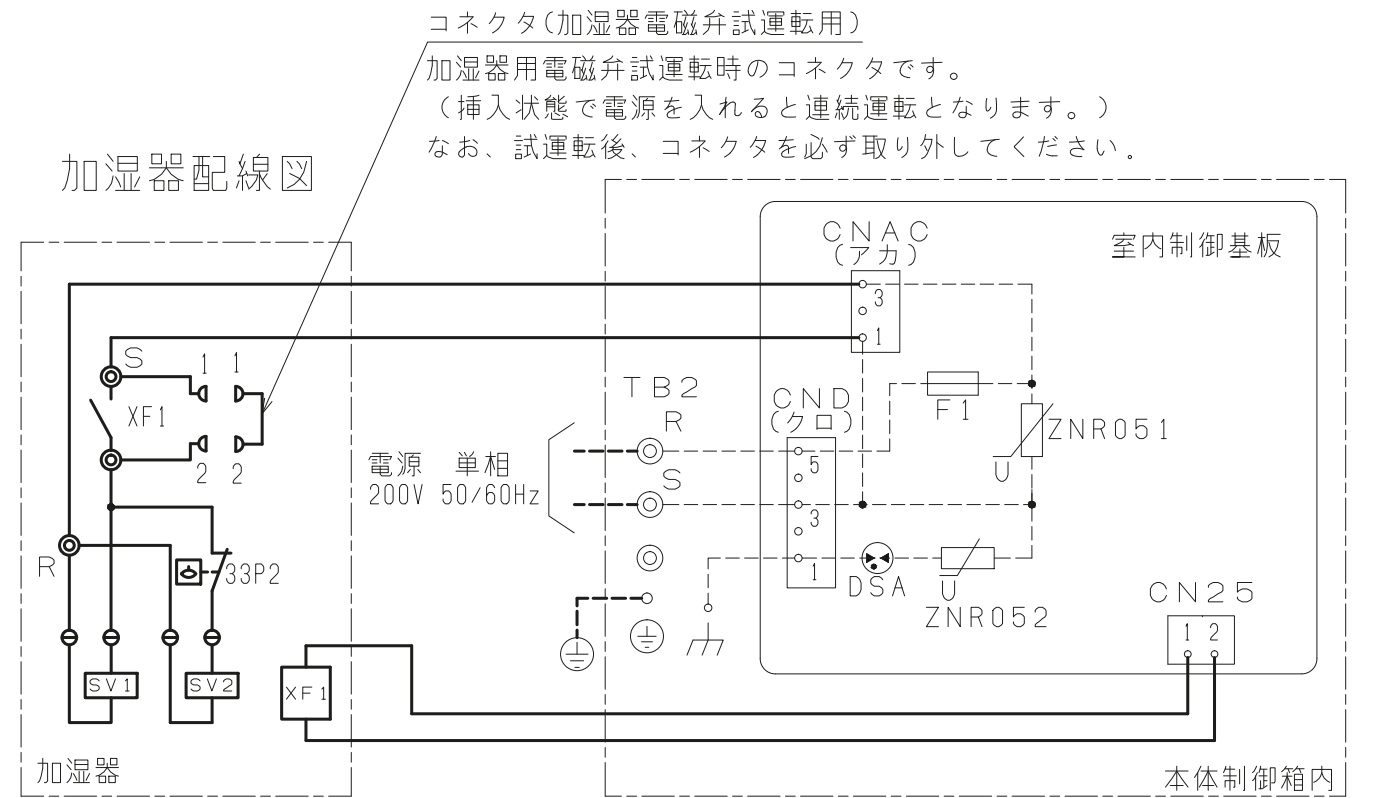 コネクタ(加湿器電磁弁試運転用)
加湿器用電磁弁試運転時のコネクタです。
（挿入状態で電源を入れると連続運転となります。）
なお、試運転後、コネクタを必ず取り外してください。
加湿器配線図
CNAC
(アカ)
室内制御基板
3
1
S
1 1
XF1
2 2
TB2
R
S
CND
(クロ)
F1
ZNR051
U
電源 単相
200V 50/60Hz
5
3
1
R
33P2
DSA
U
ZNR052
CN25
1 2
SV1
SV2
XF1
加湿器
本体制御箱内